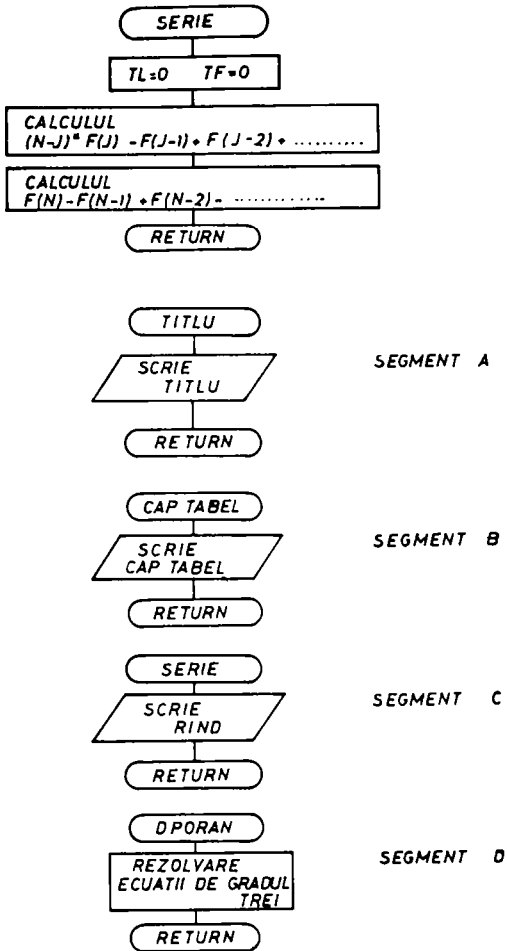 SERIE
TL=0 TF=0
CALCULUL
(N-J)* F(J) - F(J-1) + F(J-2) + ..........
CALCULUL
F(N) - F(N-1) + F(N-2) - .............
RETURN
TITLU
SCRIE
TITLU
SEGMENT A
RETURN
CAP TABEL
SCRIE
CAP TABEL
SEGMENT B
RETURN
SERIE
SCRIE
RIND
SEGMENT C
RETURN
DPORAN
REZOLVARE
ECUATII DE GRADUL
TREI
SEGMENT D
RETURN